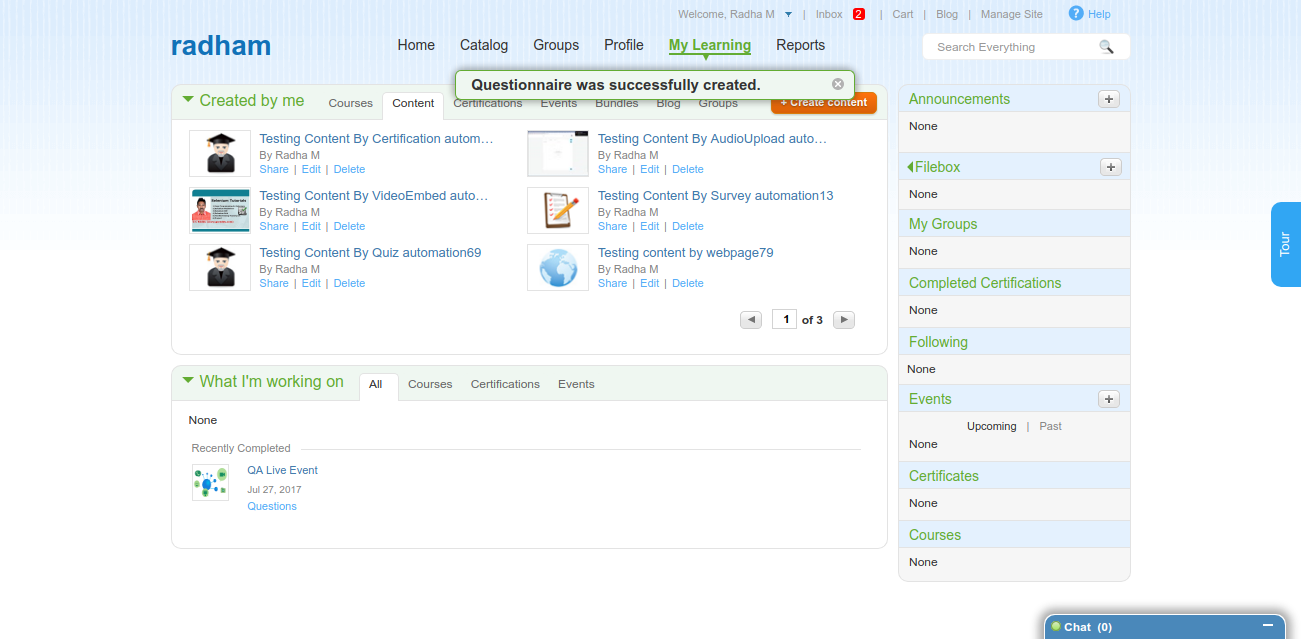 Welcome, Radha M | Inbox 2 | Cart | Blog | Manage Site ? Help
radham
Home Catalog Groups Profile My Learning Reports
Search Everything
Questionnaire was successfully created.
Created by me Courses Content Certifications Events Bundles Blog Groups + Create content
Testing Content By Certification autom…
By Radha M
Share | Edit | Delete
Testing Content By AudioUpload auto…
By Radha M
Share | Edit | Delete
Selenium Tutorials
Testing Content By VideoEmbed auto…
By Radha M
Share | Edit | Delete
Testing Content By Survey automation13
By Radha M
Share | Edit | Delete
Testing Content By Quiz automation69
By Radha M
Share | Edit | Delete
Testing content by webpage79
By Radha M
Share | Edit | Delete
1 of 3
What I'm working on All Courses Certifications Events
None
Recently Completed
QA Live Event
Jul 27, 2017
Questions
Announcements +
None
Filebox +
None
My Groups
None
Completed Certifications
None
Following
None
Events +
Upcoming | Past
None
Certificates
None
Courses
None
Tour
Chat (0)